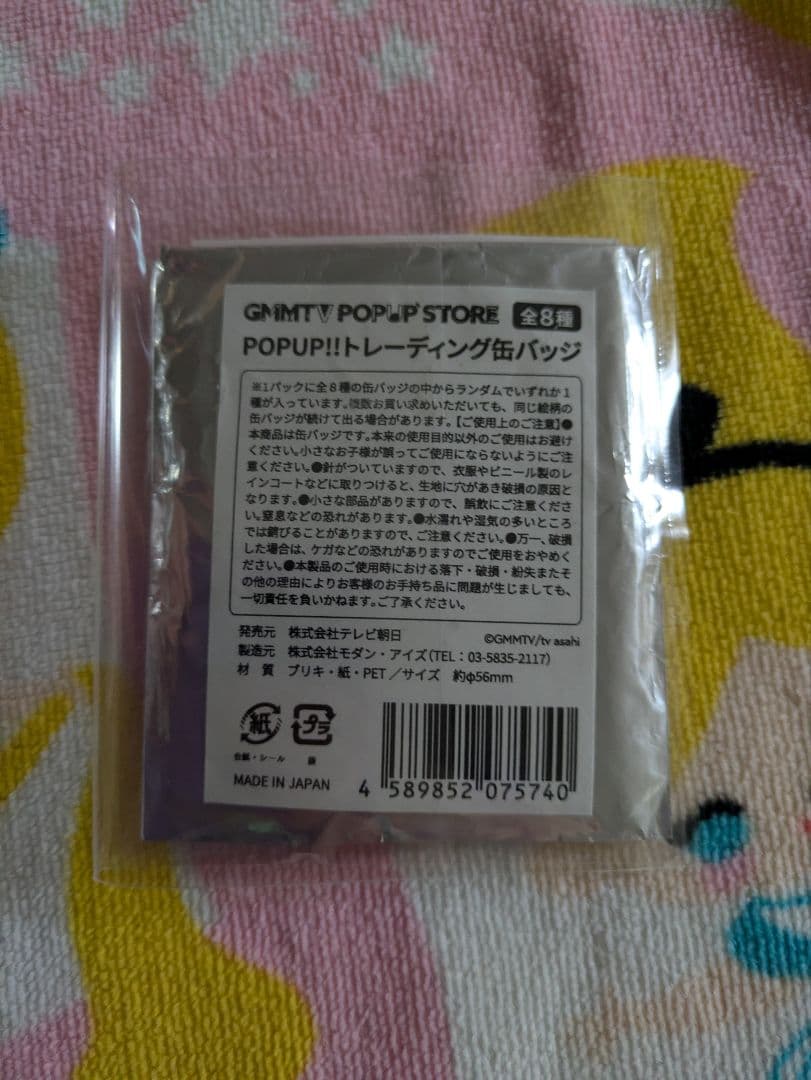 GMMTV POPUP STORE 全8種
POPUP!!トレーディング缶バッジ
※1パックに全8種の缶バッジの中からランダムでいずれか1
種が入っています。複数お買い求めいただいても、同じ絵柄の
缶バッジが続けて出る場合があります。【ご使用上のご注意】●
本商品は缶バッジです。本来の使用目的以外のご使用はお避け
ください。小さなお子様が誤ってご使用にならないようにご注
意ください。●針がついていますので、衣服やビニール製のレ
インコートなどに取りつけると、生地に穴があき破損の原因と
なります。●小さな部品がありますので、誤飲にご注意くださ
い。窒息などの恐れがあります。●水濡れや湿気の多いところ
では錆びることがありますので、ご注意ください。●万一、破損
した場合は、ケガなどの恐れがありますのでご使用をおやめく
ださい。●本製品のご使用時における落下・破損・紛失またそ
の他の理由によりお客様のお手持ち品に問題が生じましても、
一切責任を負いかねます。ご了承ください。
発売元 株式会社テレビ朝日 ©GMMTV/tv asahi
製造元 株式会社モダン・アイズ(TEL:03-5835-2117)
材 質 ブリキ・紙・PET/サイズ 約φ56mm
紙 プラ
台紙・シール 袋
MADE IN JAPAN
4 589852 075740